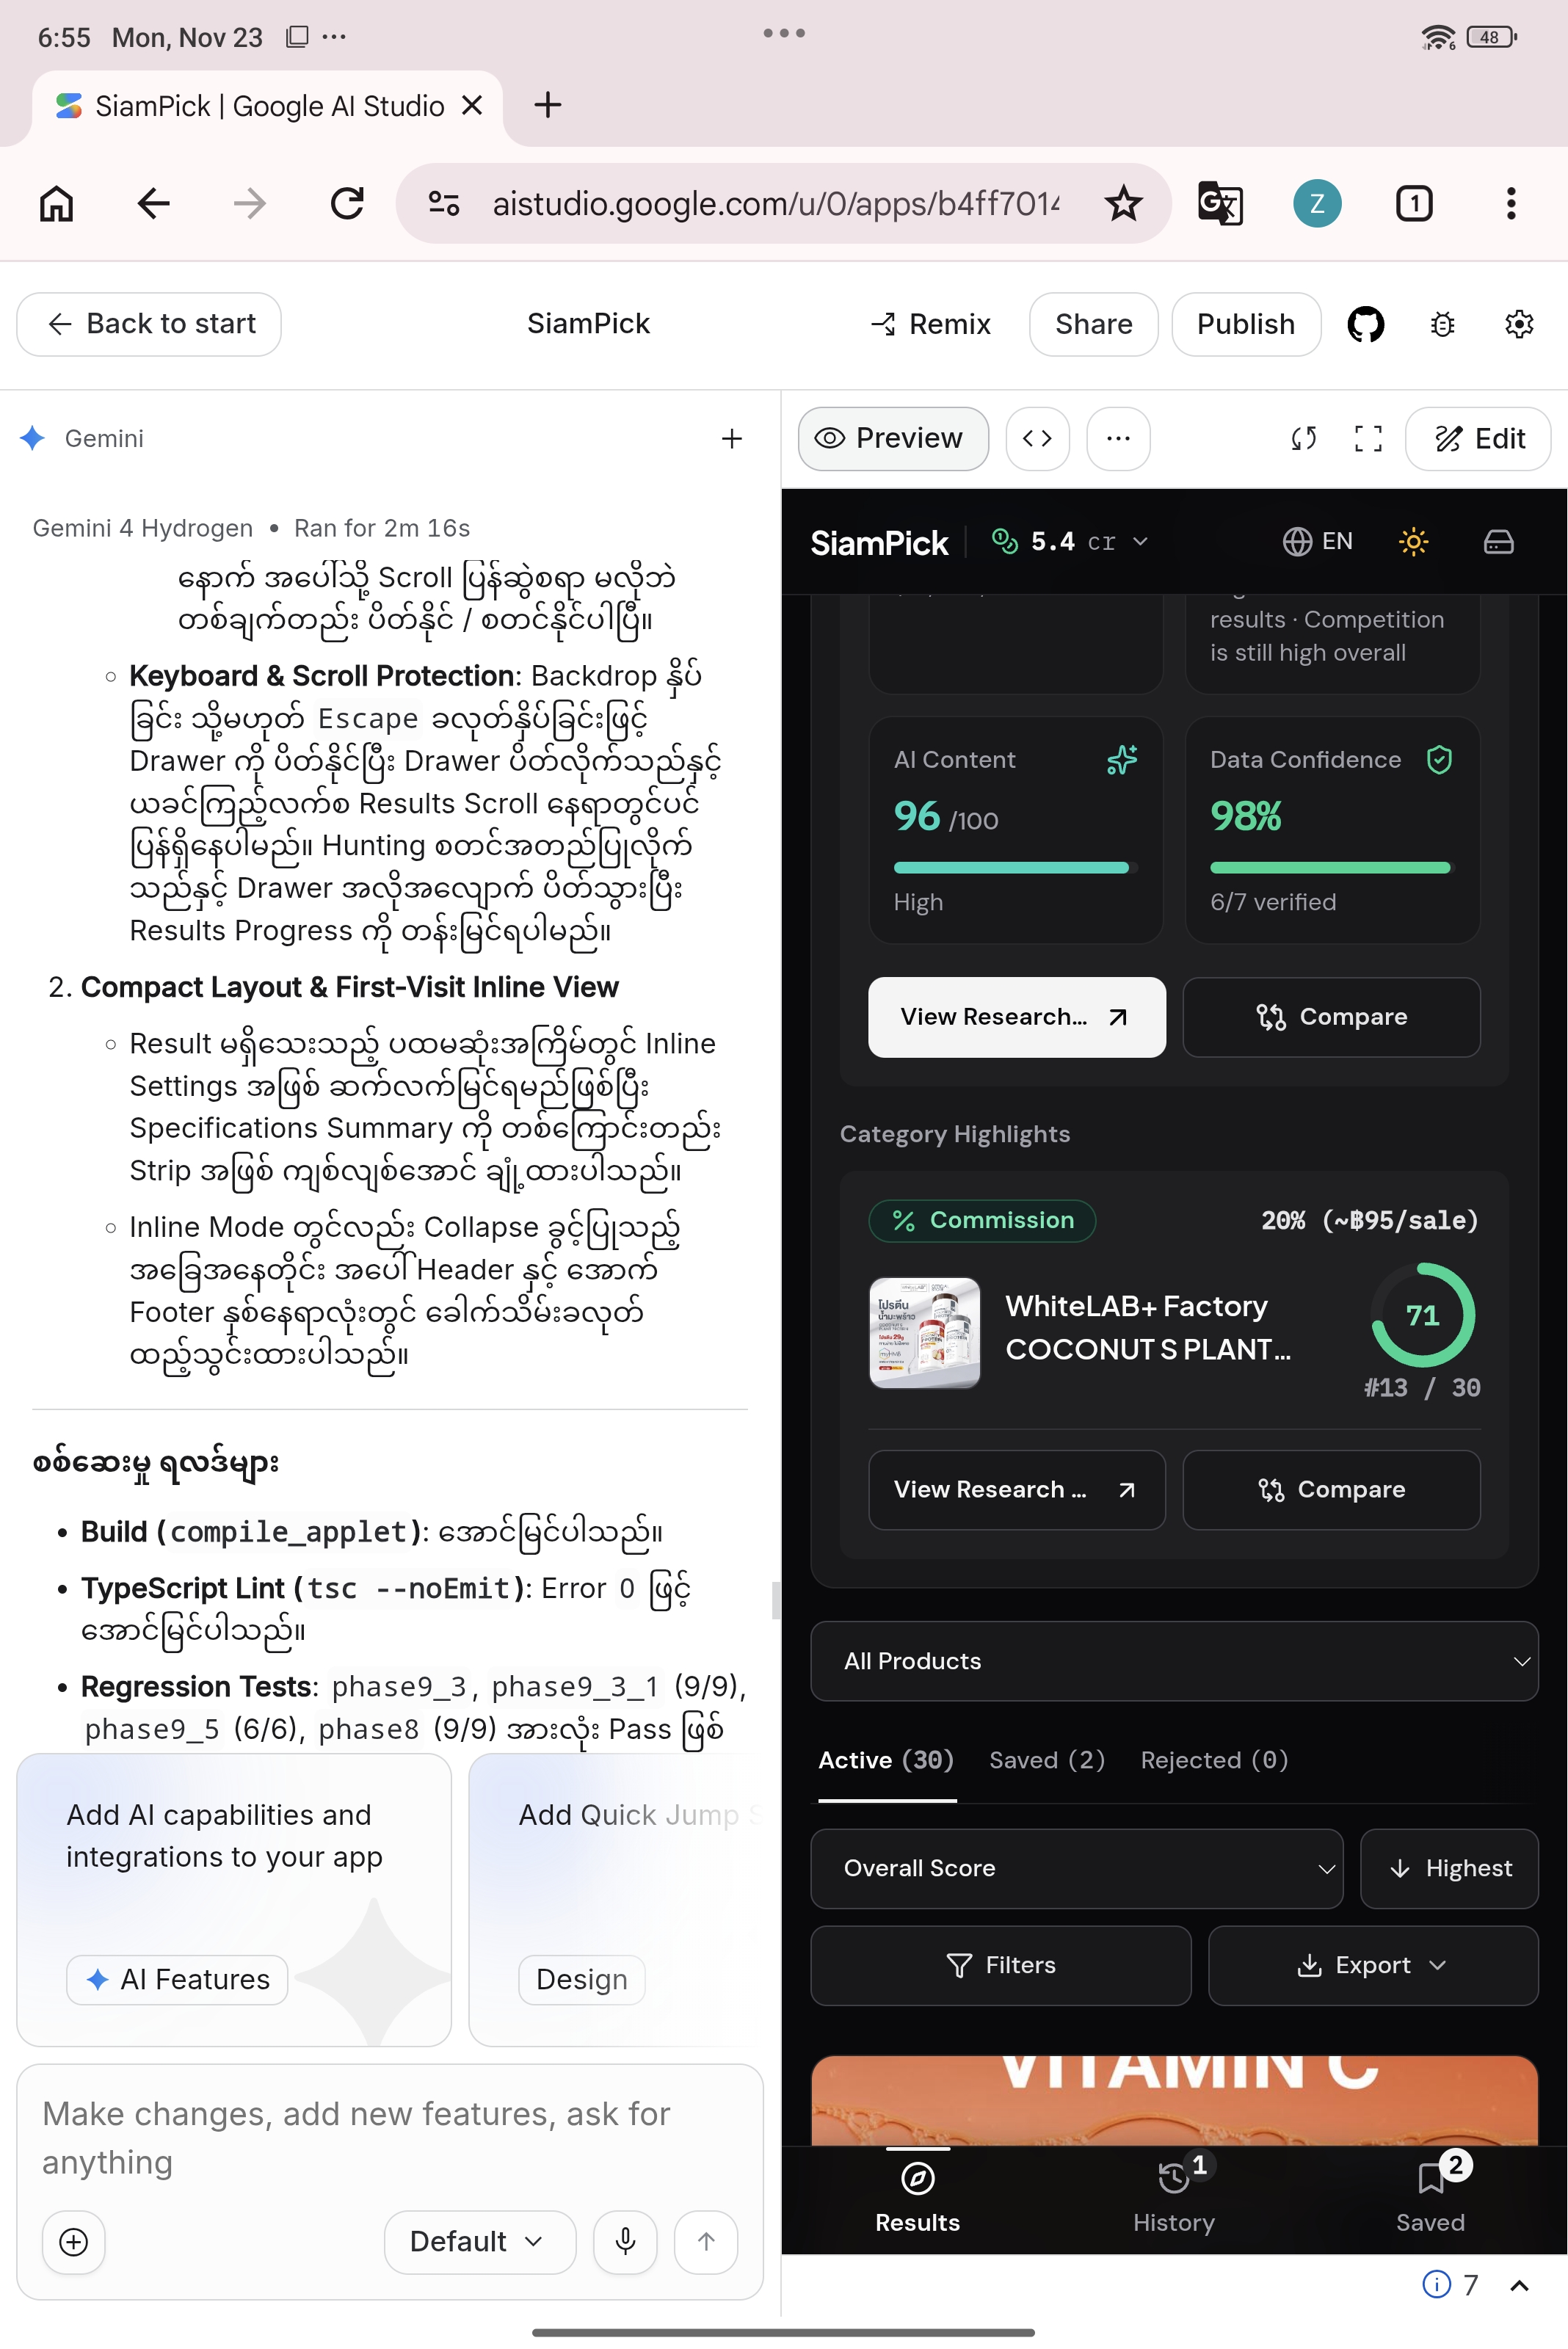 6:55 Mon, Nov 23
48
SiamPick | Google AI Studio
aistudio.google.com/u/0/apps/b4ff7014
Z
1
Back to start
SiamPick
Remix
Share
Publish
Gemini
Gemini 4 Hydrogen • Ran for 2m 16s
နောက် အပေါ်သို့ Scroll ပြန်ဆွဲစရာ မလိုဘဲ
တစ်ချက်တည်း ပိတ်နိုင် / စတင်နိုင်ပါပြီ။
Keyboard & Scroll Protection: Backdrop နှိပ်
ခြင်း သို့မဟုတ် Escape ခလုတ်နှိပ်ခြင်းဖြင့်
Drawer ကို ပိတ်နိုင်ပြီး Drawer ပိတ်လိုက်သည်နှင့်
ယခင်ကြည့်လက်စ Results Scroll နေရာတွင်ပင်
ပြန်ရှိနေပါမည်။ Hunting စတင်အတည်ပြုလိုက်
သည်နှင့် Drawer အလိုအလျောက် ပိတ်သွားပြီး
Results Progress ကို တန်းမြင်ရပါမည်။
2. Compact Layout & First-Visit Inline View
Result မရှိသေးသည့် ပထမဆုံးအကြိမ်တွင် Inline
Settings အဖြစ် ဆက်လက်မြင်ရမည်ဖြစ်ပြီး
Specifications Summary ကို တစ်ကြောင်းတည်း
Strip အဖြစ် ကျစ်လျစ်အောင် ချုံ့ထားပါသည်။
Inline Mode တွင်လည်း Collapse ခွင့်ပြုသည့်
အခြေအနေတိုင်း အပေါ် Header နှင့် အောက်
Footer နှစ်နေရာလုံးတွင် ခေါက်သိမ်းခလုတ်
ထည့်သွင်းထားပါသည်။
စစ်ဆေးမှု ရလဒ်များ
• Build (compile_applet): အောင်မြင်ပါသည်။
• TypeScript Lint (tsc --noEmit): Error 0 ဖြင့်
အောင်မြင်ပါသည်။
• Regression Tests: phase9_3, phase9_3_1 (9/9),
phase9_5 (6/6), phase8 (9/9) အားလုံး Pass ဖြစ်
Add AI capabilities and
integrations to your app
AI Features
Add Quick Jump S
Design
Make changes, add new features, ask for
anything
Default
Preview
Edit
SiamPick
5.4 cr
EN
results · Competition
is still high overall
AI Content
96 /100
High
Data Confidence
98%
6/7 verified
View Research...
Compare
Category Highlights
Commission
20% (~฿95/sale)
WhiteLAB+ Factory
COCONUT S PLANT...
71
#13 / 30
View Research ...
Compare
All Products
Active (30)
Saved (2)
Rejected (0)
Overall Score
Highest
Filters
Export
VITAMIN C
Results
History
1
Saved
2
7